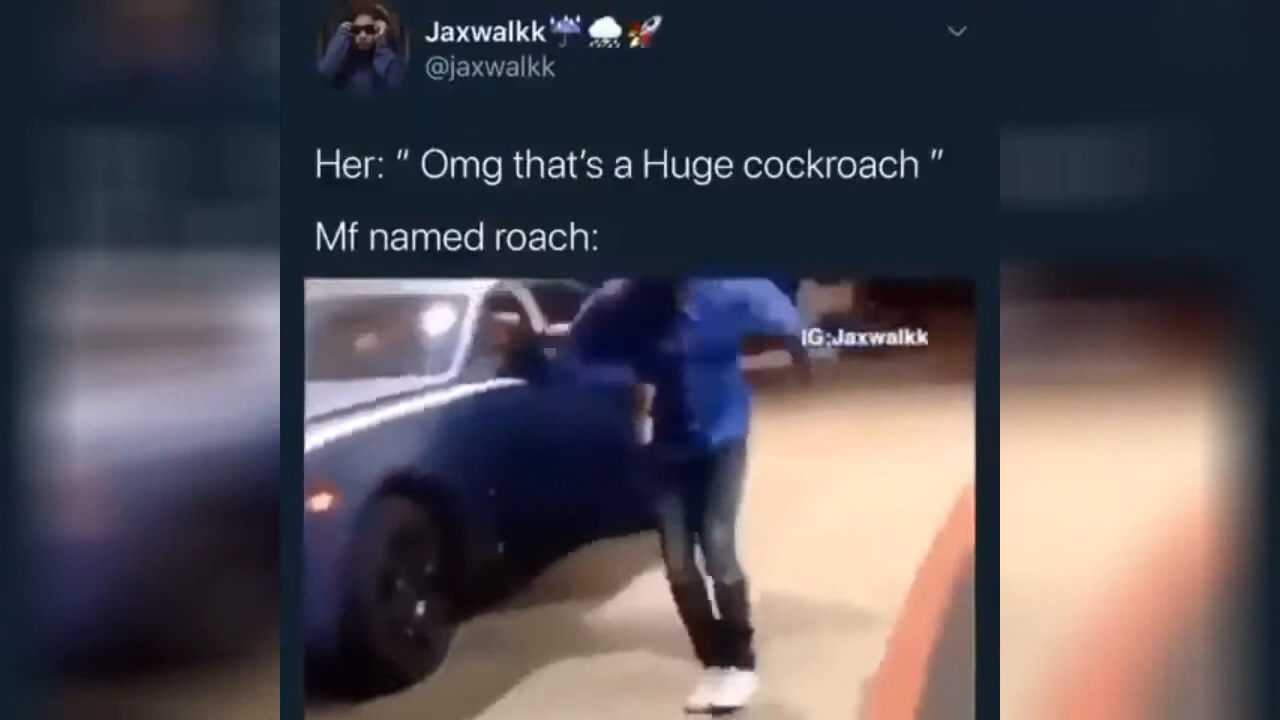 Jaxwalkk☔🌧️🚀
@jaxwalkk
Her: “ Omg that's a Huge cockroach ”
Mf named roach:
IG;Jaxwalkk